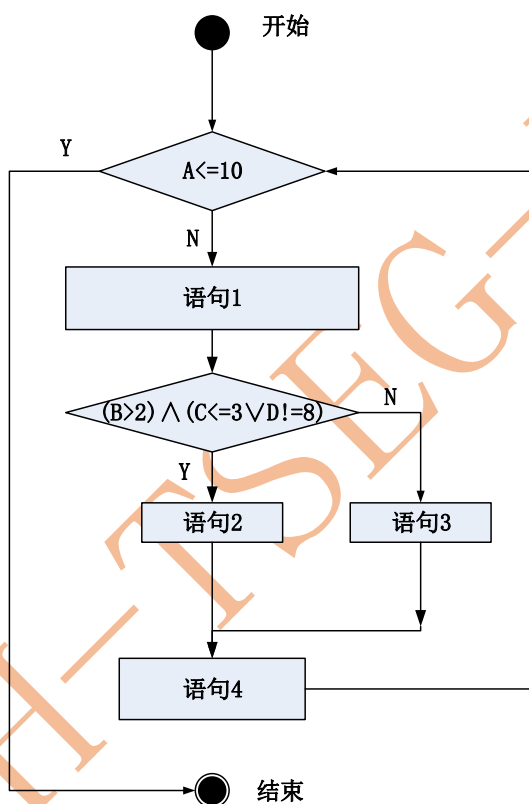 开始
Y
A<=10
N
语句1
(B>2)∧(C<=3∨D!=8)
N
Y
语句2
语句3
语句4
结束
H-TSEG-